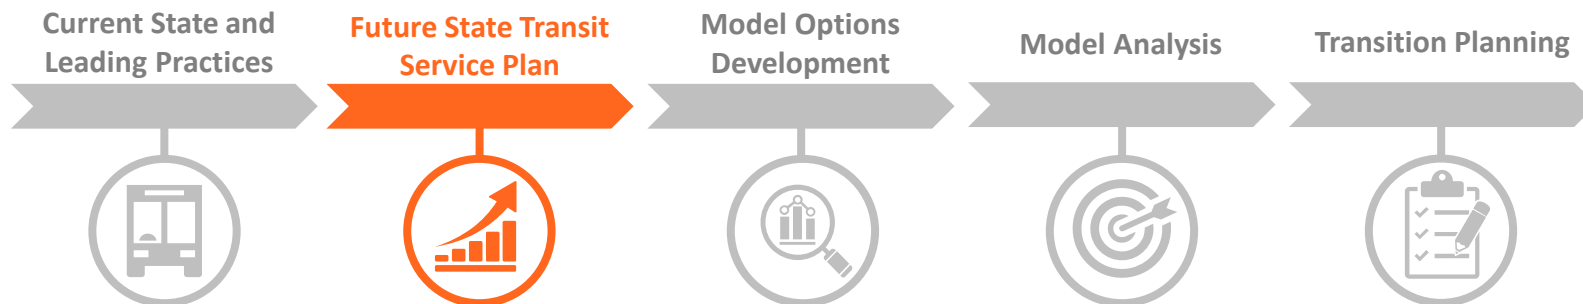 Current State and
Leading Practices
Future State Transit
Service Plan
Model Options
Development
Model Analysis
Transition Planning